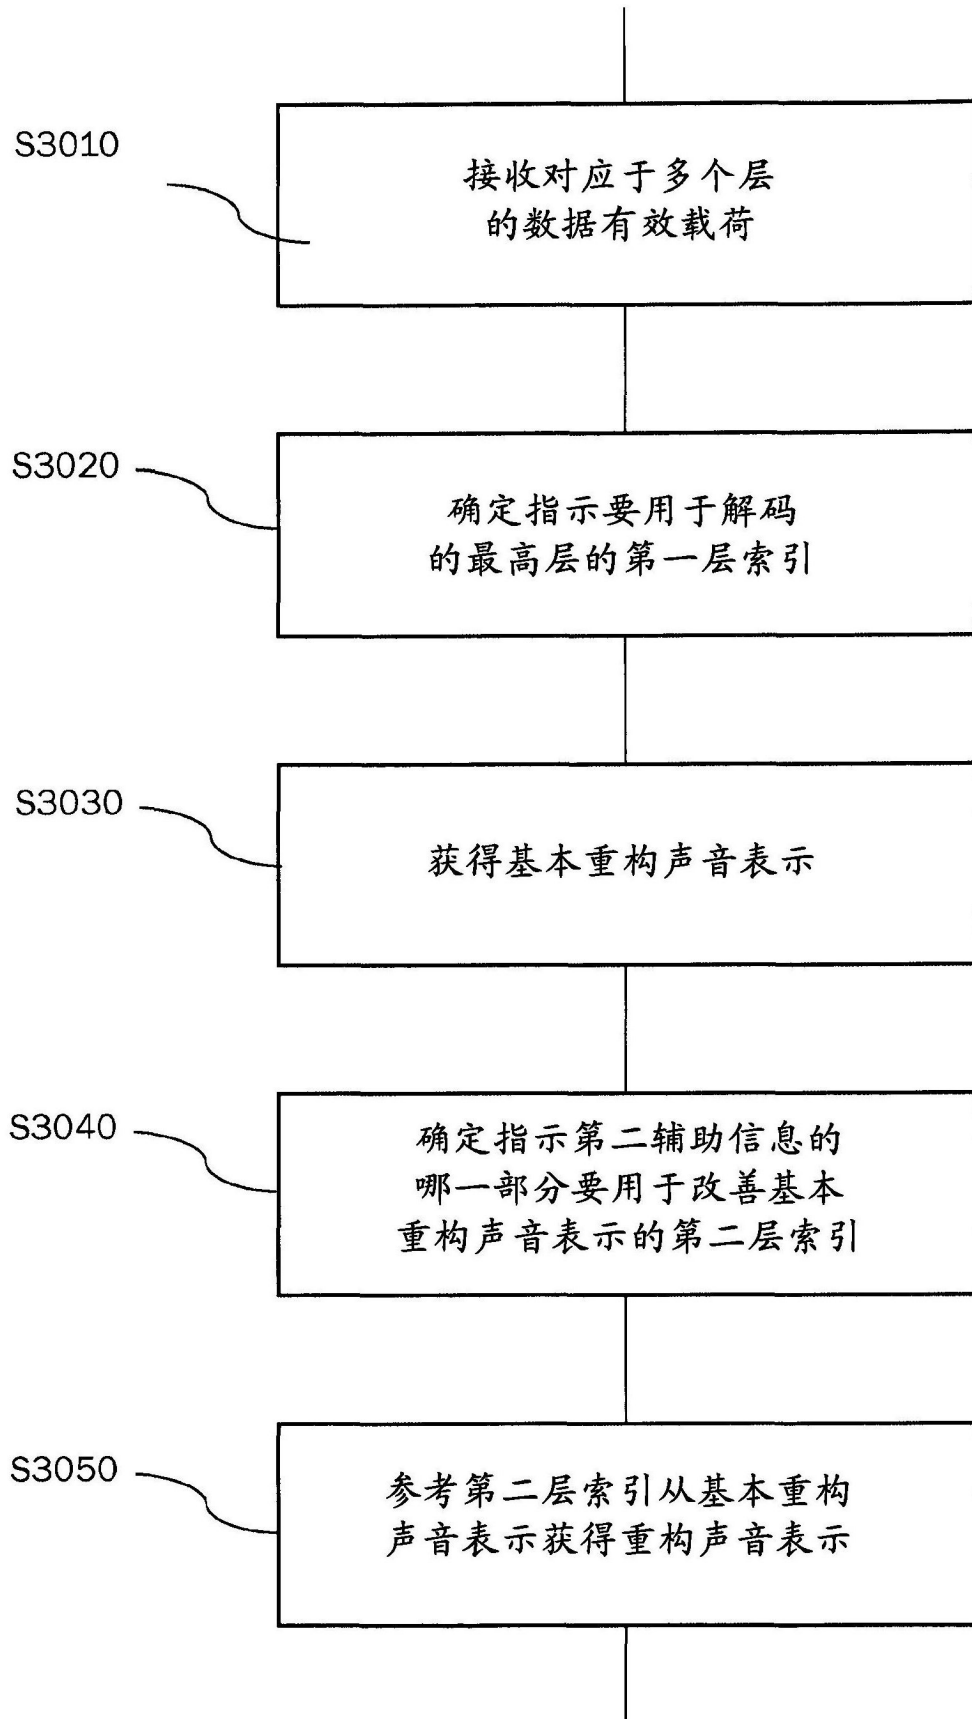 S3010
接收对应于多个层
的数据有效载荷
S3020
确定指示要用于解码
的最高层的第一层索引
S3030
获得基本重构声音表示
S3040
确定指示第二辅助信息的
哪一部分要用于改善基本
重构声音表示的第二层索引
S3050
参考第二层索引从基本重构
声音表示获得重构声音表示